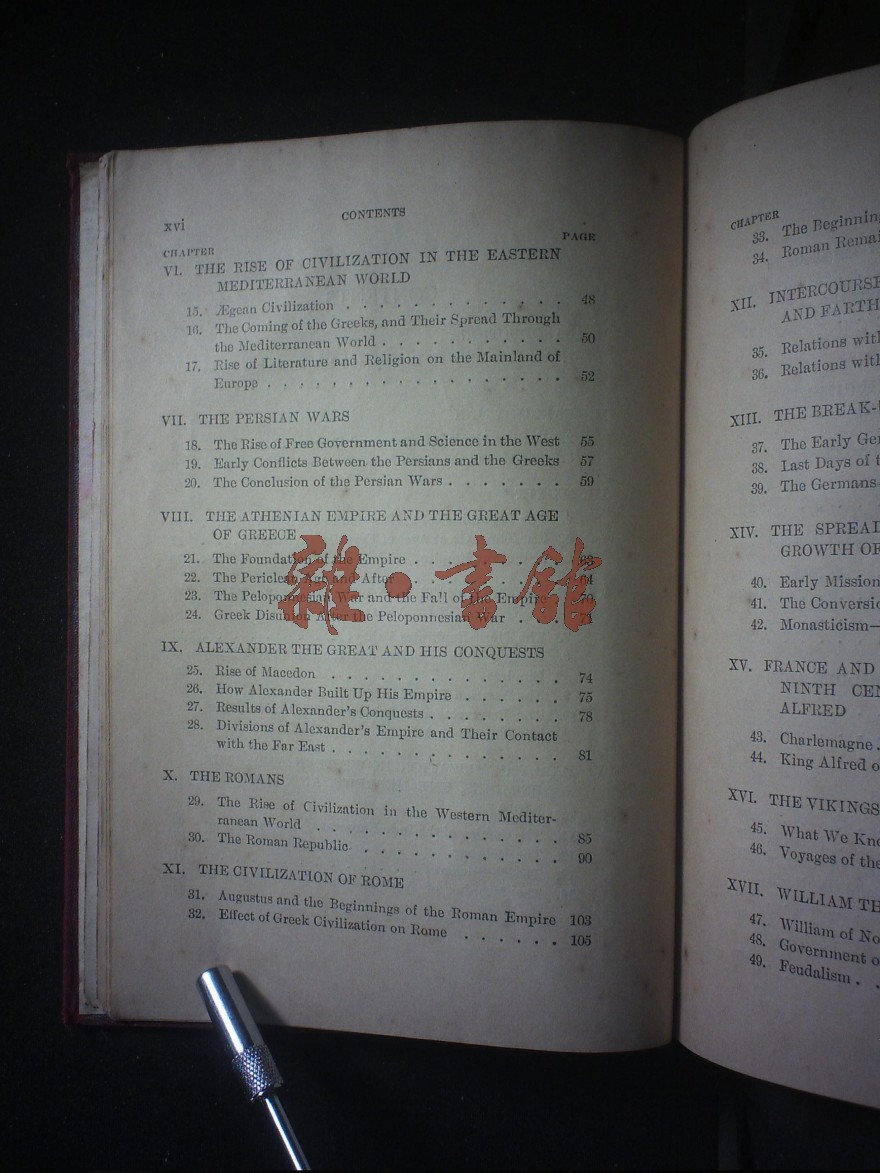 xvi
CONTENTS
CHAPTER
PAGE
VI. THE RISE OF CIVILIZATION IN THE EASTERN
MEDITERRANEAN WORLD
15. Ægean Civilization . . . . . . . . . . . . . 48
16. The Coming of the Greeks, and Their Spread Through
the Mediterranean World . . . . . . . . . . . 50
17. Rise of Literature and Religion on the Mainland of
Europe . . . . . . . . . . . . . . . . . . 52
VII. THE PERSIAN WARS
18. The Rise of Free Government and Science in the West 55
19. Early Conflicts Between the Persians and the Greeks 57
20. The Conclusion of the Persian Wars . . . . . . . 59
VIII. THE ATHENIAN EMPIRE AND THE GREAT AGE
OF GREECE
21. The Foundation of the Empire . . . . . . . . .
22. The Periclean Age and After . . . . . . . . . 64
23. The Peloponnesian War and the Fall of the Empire 70
24. Greek Disunion After the Peloponnesian War . . . 71
雜·書館
IX. ALEXANDER THE GREAT AND HIS CONQUESTS
25. Rise of Macedon . . . . . . . . . . . . . . 74
26. How Alexander Built Up His Empire . . . . . . 75
27. Results of Alexander's Conquests . . . . . . . . 78
28. Divisions of Alexander's Empire and Their Contact
with the Far East . . . . . . . . . . . . . . 81
X. THE ROMANS
29. The Rise of Civilization in the Western Mediter-
ranean World . . . . . . . . . . . . . . . 85
30. The Roman Republic . . . . . . . . . . . . 90
XI. THE CIVILIZATION OF ROME
31. Augustus and the Beginnings of the Roman Empire 103
32. Effect of Greek Civilization on Rome . . . . . . 105
CHAPTER
33. The Beginnin
34. Roman Remai
XII. INTERCOURSE
AND FARTH
35. Relations with
36. Relations with
XIII. THE BREAK-
37. The Early Ge
38. Last Days of t
39. The Germans
XIV. THE SPREAD
GROWTH OF
40. Early Mission
41. The Conversio
42. Monasticism—
XV. FRANCE AND
NINTH CEN
ALFRED
43. Charlemagne .
44. King Alfred o
XVI. THE VIKINGS
45. What We Kno
46. Voyages of the
XVII. WILLIAM TH
47. William of No
48. Government o
49. Feudalism . .